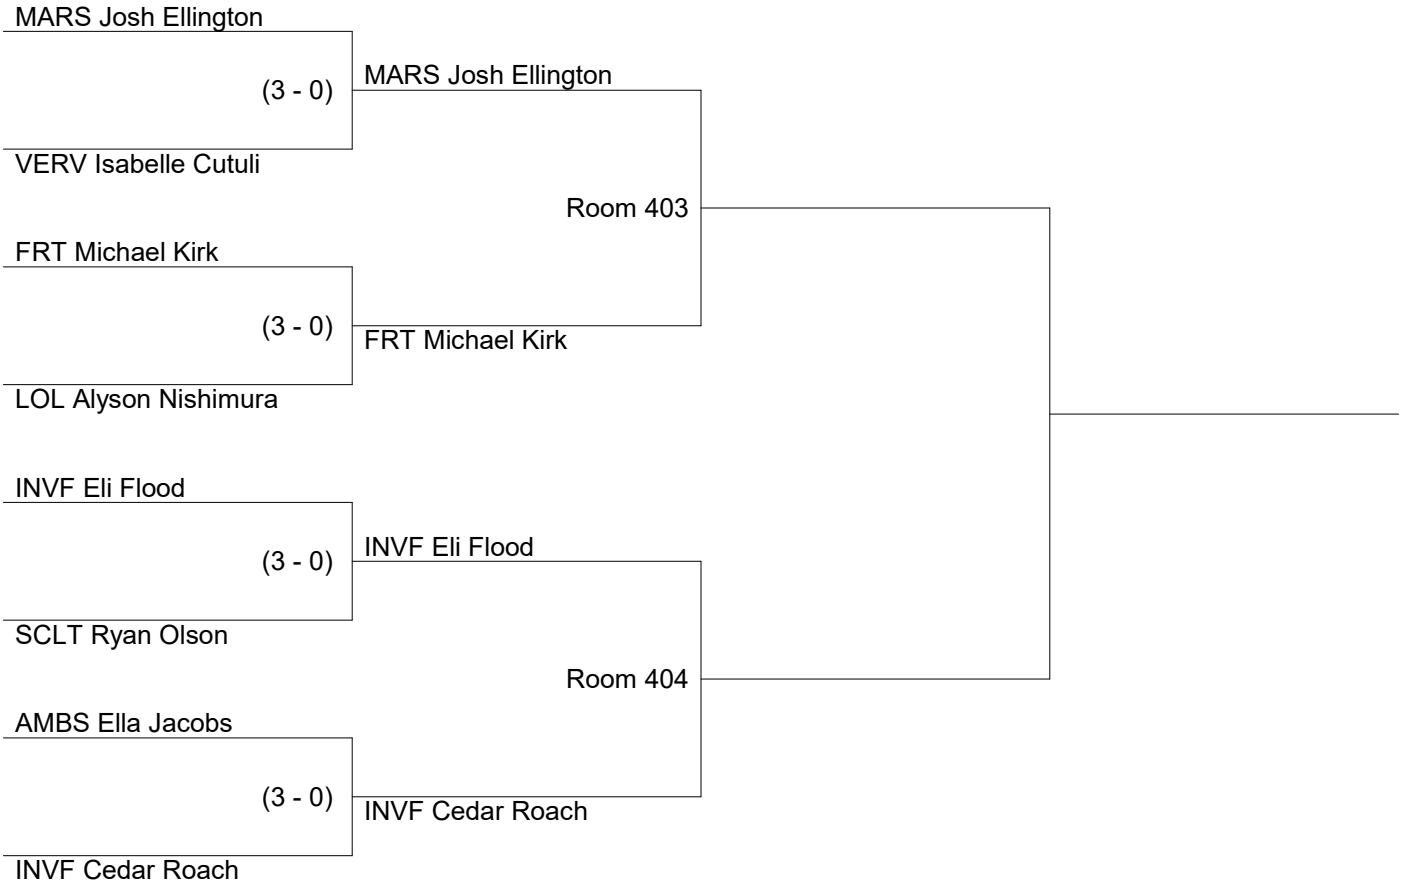 MARS Josh Ellington
(3 - 0)
VERV Isabelle Cutuli
MARS Josh Ellington
Room 403
FRT Michael Kirk
(3 - 0)
LOL Alyson Nishimura
FRT Michael Kirk
INVF Eli Flood
(3 - 0)
SCLT Ryan Olson
INVF Eli Flood
Room 404
AMBS Ella Jacobs
(3 - 0)
INVF Cedar Roach
INVF Cedar Roach